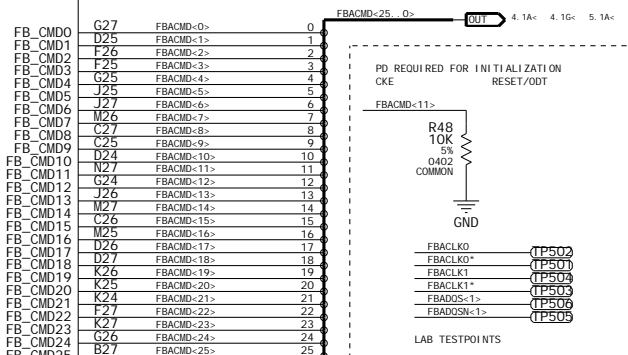 FBACMD<25..0> OUT 4.1A< 4.1G< 5.1A<
FB_CMD0 G27 FBACMD<0> 0
FB_CMD1 D25 FBACMD<1> 1
FB_CMD2 F26 FBACMD<2> 2
FB_CMD3 F25 FBACMD<3> 3
FB_CMD4 G25 FBACMD<4> 4
FB_CMD5 J25 FBACMD<5> 5
FB_CMD6 J27 FBACMD<6> 6
FB_CMD7 M26 FBACMD<7> 7
FB_CMD8 C27 FBACMD<8> 8
FB_CMD9 C25 FBACMD<9> 9
FB_CMD10 D24 FBACMD<10> 10
FB_CMD11 N27 FBACMD<11> 11
FB_CMD12 G24 FBACMD<12> 12
FB_CMD13 J26 FBACMD<13> 13
FB_CMD14 M27 FBACMD<14> 14
FB_CMD15 C26 FBACMD<15> 15
FB_CMD16 M25 FBACMD<16> 16
FB_CMD17 D26 FBACMD<17> 17
FB_CMD18 D27 FBACMD<18> 18
FB_CMD19 K26 FBACMD<19> 19
FB_CMD20 K25 FBACMD<20> 20
FB_CMD21 K24 FBACMD<21> 21
FB_CMD22 F27 FBACMD<22> 22
FB_CMD23 K27 FBACMD<23> 23
FB_CMD24 G26 FBACMD<24> 24
FB_CMD25 B27 FBACMD<25> 25
PD REQUIRED FOR INITIALIZATION
CKE RESET/ODT
FBACMD<11>
R48
10K
5%
0402
COMMON
GND
FBACLK0 TP502
FBACLK0* TP501
FBACLK1 TP504
FBACLK1* TP503
FBADQS<1> TP506
FBADQSN<1> TP505
LAB TESTPOINTS